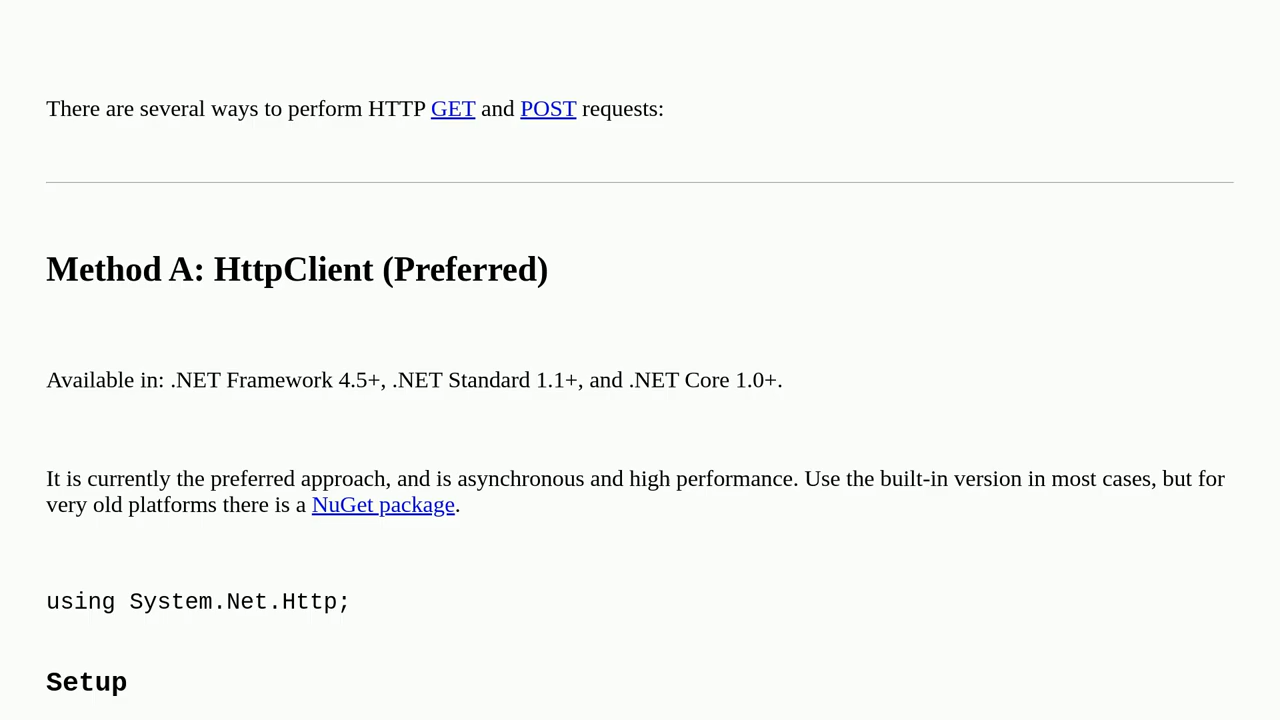 There are several ways to perform HTTP GET and POST requests:
Method A: HttpClient (Preferred)
Available in: .NET Framework 4.5+, .NET Standard 1.1+, and .NET Core 1.0+.
It is currently the preferred approach, and is asynchronous and high performance. Use the built-in version in most cases, but for
very old platforms there is a NuGet package.
using System.Net.Http;
Setup